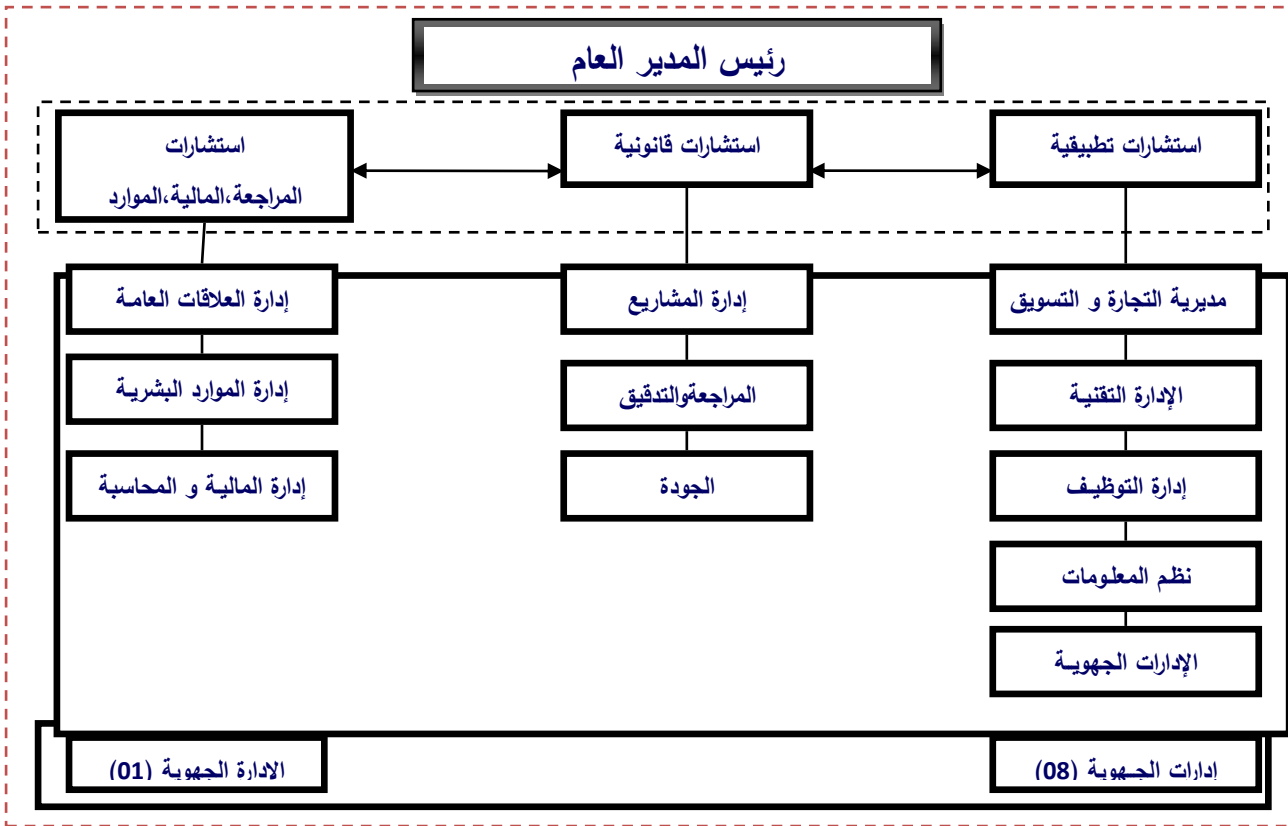 رئيس المدير العام
استشارات تطبيقية
استشارات قانونية
استشارات
المراجعة،المالية،الموارد
مديرية التجارة و التسويق
إدارة المشاريع
إدارة العلاقات العامة
الإدارة التقنية
المراجعةوالتدقيق
إدارة الموارد البشرية
إدارة التوظيف
الجودة
إدارة المالية و المحاسبة
نظم المعلومات
الإدارات الجهوية
إدارات الجهوية (08)
الادارة الجهوية (01)